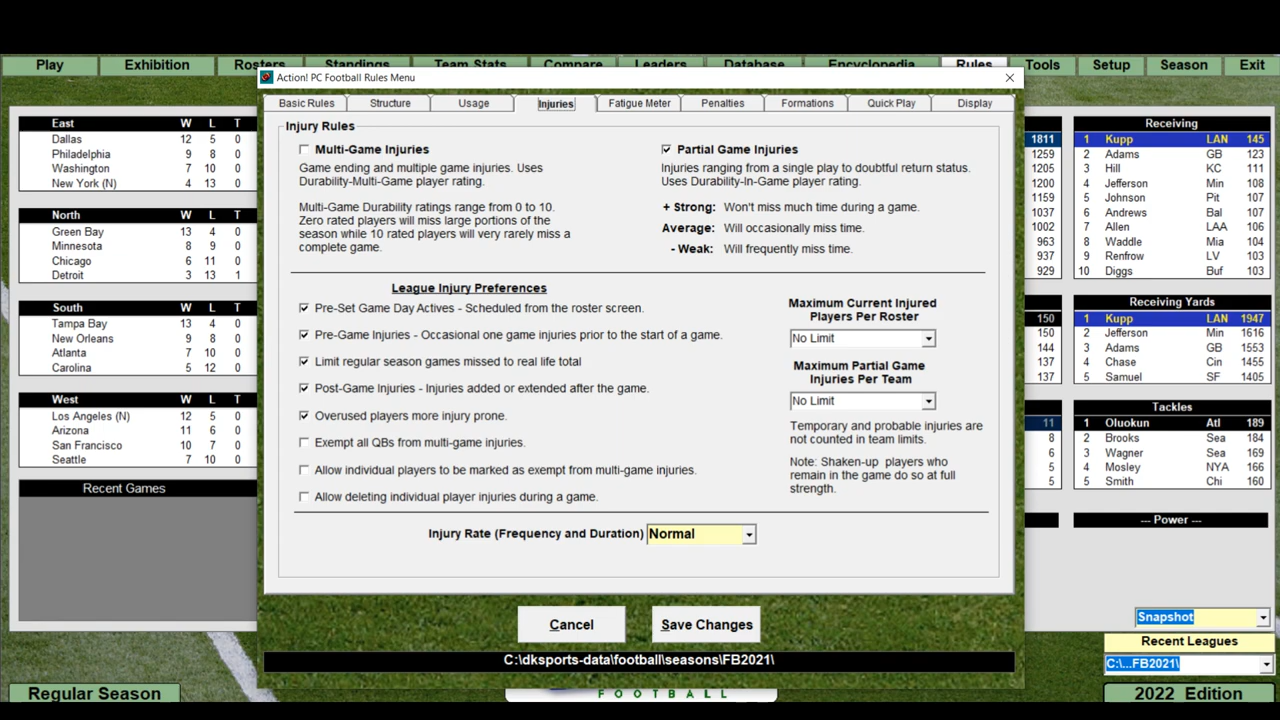 Play Exhibition Rosters Standings Team Stats Compare Leaders Database Encyclopedia Rules Tools Setup Season Exit
Action! PC Football Rules Menu
Basic Rules Structure Usage Injuries Fatigue Meter Penalties Formations Quick Play Display
East W L T
Dallas 12 5 0
Philadelphia 9 8 0
Washington 7 10 0
New York (N) 4 13 0
North W L T
Green Bay 13 4 0
Minnesota 8 9 0
Chicago 6 11 0
Detroit 3 13 1
South W L T
Tampa Bay 13 4 0
New Orleans 9 8 0
Atlanta 7 10 0
Carolina 5 12 0
West W L T
Los Angeles (N) 12 5 0
Arizona 11 6 0
San Francisco 10 7 0
Seattle 7 10 0
Recent Games
Regular Season
Injury Rules
Multi-Game Injuries
Game ending and multiple game injuries. Uses
Durability-Multi-Game player rating.
Multi-Game Durability ratings range from 0 to 10.
Zero rated players will miss large portions of the
season while 10 rated players will very rarely miss a
complete game.
Partial Game Injuries
Injuries ranging from a single play to doubtful return status.
Uses Durability-In-Game player rating.
+ Strong: Won't miss much time during a game.
Average: Will occasionally miss time.
- Weak: Will frequently miss time.
League Injury Preferences
Pre-Set Game Day Actives - Scheduled from the roster screen.
Pre-Game Injuries - Occasional one game injuries prior to the start of a game.
Limit regular season games missed to real life total
Post-Game Injuries - Injuries added or extended after the game.
Overused players more injury prone.
Exempt all QBs from multi-game injuries.
Allow individual players to be marked as exempt from multi-game injuries.
Allow deleting individual player injuries during a game.
Maximum Current Injured
Players Per Roster
No Limit
Maximum Partial Game
Injuries Per Team
No Limit
Temporary and probable injuries are
not counted in team limits.
Note: Shaken-up players who
remain in the game do so at full
strength.
Injury Rate (Frequency and Duration) Normal
Cancel Save Changes
C:\dksports-data\football\seasons\FB2021\
FOOTBALL
1811
1259
1205
1200
1159
1037
1002
963
937
929
150
150
144
137
137
11
8
6
5
5
Receiving
1 Kupp LAN 145
2 Adams GB 123
3 Hill KC 111
4 Jefferson Min 108
5 Johnson Pit 107
6 Andrews Bal 107
7 Allen LAA 106
8 Waddle Mia 104
9 Renfrow LV 103
10 Diggs Buf 103
Receiving Yards
1 Kupp LAN 1947
2 Jefferson Min 1616
3 Adams GB 1553
4 Chase Cin 1455
5 Samuel SF 1405
Tackles
1 Oluokun Atl 189
2 Brooks Sea 184
3 Wagner Sea 169
4 Mosley NYA 166
5 Smith Chi 160
--- Power ---
Snapshot
Recent Leagues
C:\...FB2021\
2022 Edition